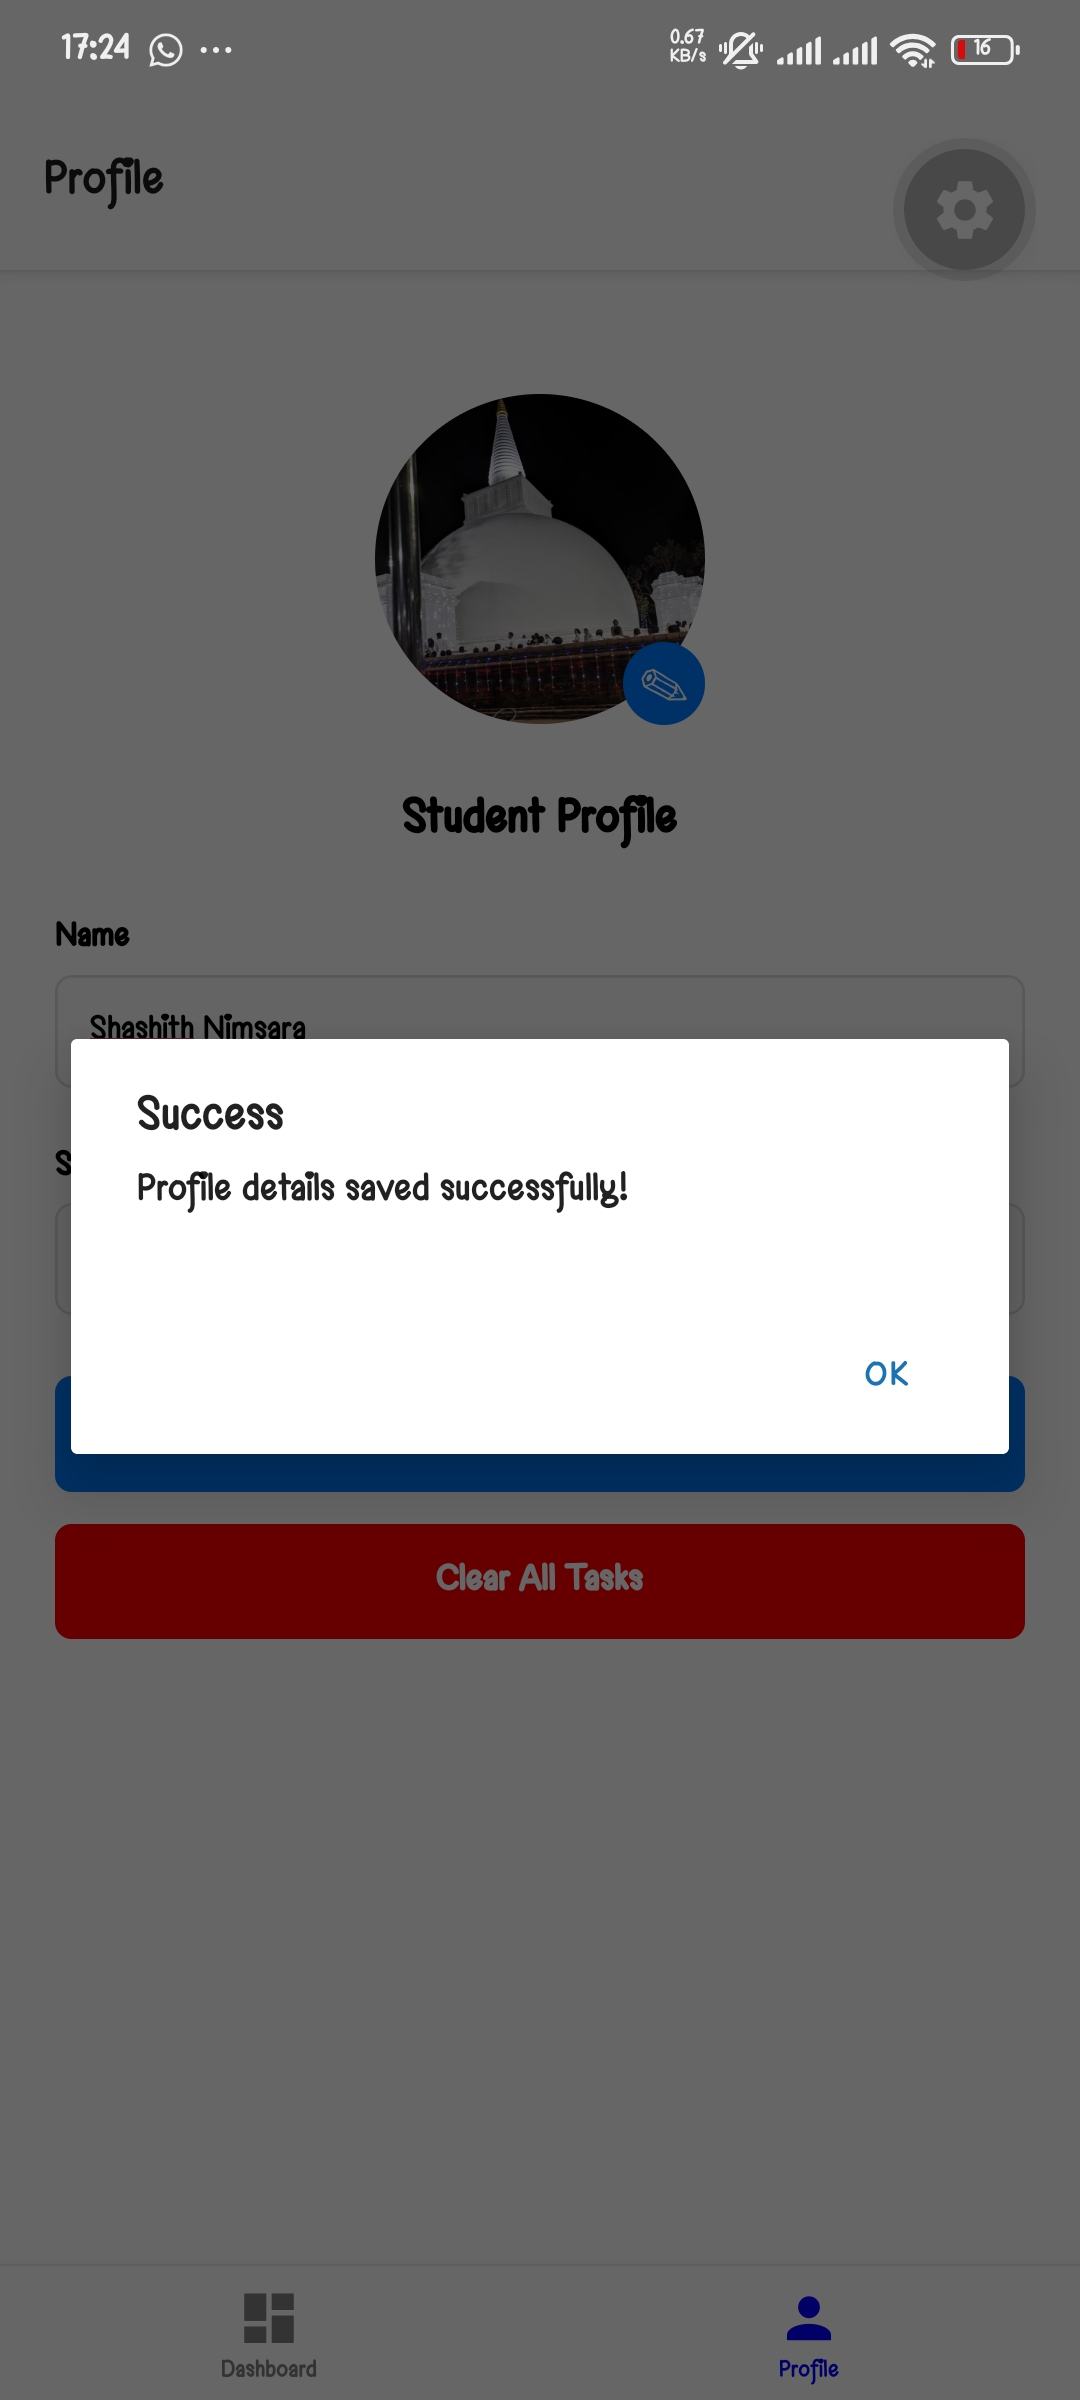 17:24
0.67
KB/s
16
Profile
Student Profile
Name
Shashith Nimsara
Success
Profile details saved successfully!
OK
Clear All Tasks
Dashboard
Profile